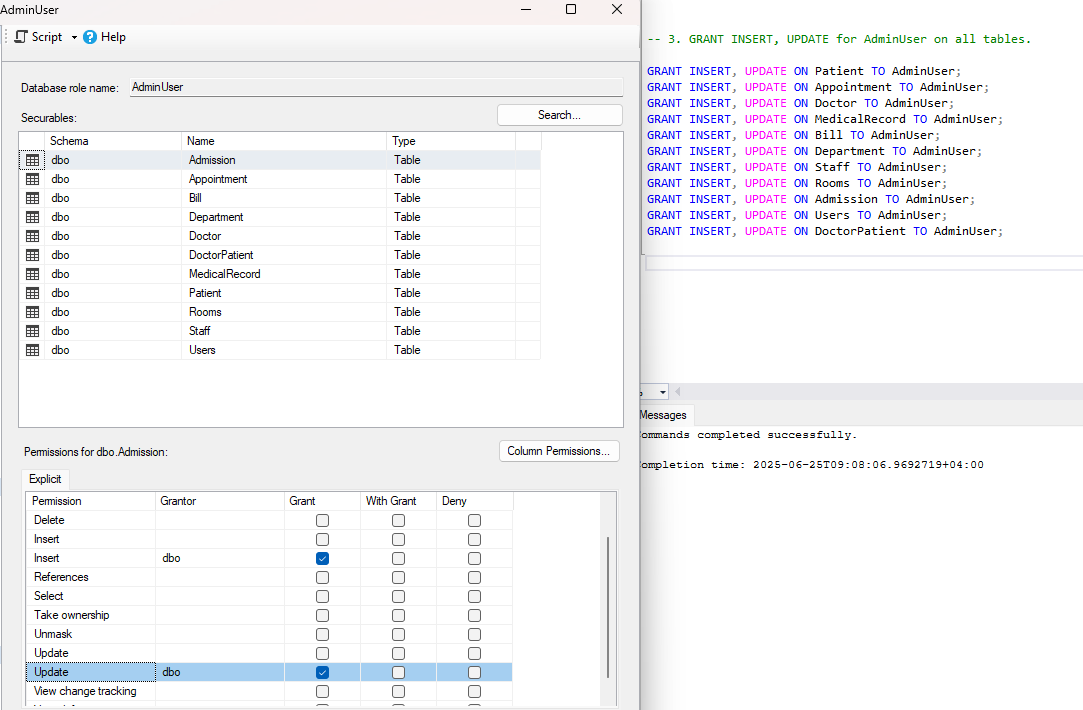 AdminUser
Script Help
Database role name: AdminUser
Securables: Search...
Schema Name Type
dbo Admission Table
dbo Appointment Table
dbo Bill Table
dbo Department Table
dbo Doctor Table
dbo DoctorPatient Table
dbo MedicalRecord Table
dbo Patient Table
dbo Rooms Table
dbo Staff Table
dbo Users Table
Permissions for dbo.Admission: Column Permissions...
Explicit
Permission Grantor Grant With Grant Deny
Delete
Insert
Insert dbo
References
Select
Take ownership
Unmask
Update
Update dbo
View change tracking
-- 3. GRANT INSERT, UPDATE for AdminUser on all tables.
GRANT INSERT, UPDATE ON Patient TO AdminUser;
GRANT INSERT, UPDATE ON Appointment TO AdminUser;
GRANT INSERT, UPDATE ON Doctor TO AdminUser;
GRANT INSERT, UPDATE ON MedicalRecord TO AdminUser;
GRANT INSERT, UPDATE ON Bill TO AdminUser;
GRANT INSERT, UPDATE ON Department TO AdminUser;
GRANT INSERT, UPDATE ON Staff TO AdminUser;
GRANT INSERT, UPDATE ON Rooms TO AdminUser;
GRANT INSERT, UPDATE ON Admission TO AdminUser;
GRANT INSERT, UPDATE ON Users TO AdminUser;
GRANT INSERT, UPDATE ON DoctorPatient TO AdminUser;
Messages
ommands completed successfully.
ompletion time: 2025-06-25T09:08:06.9692719+04:00